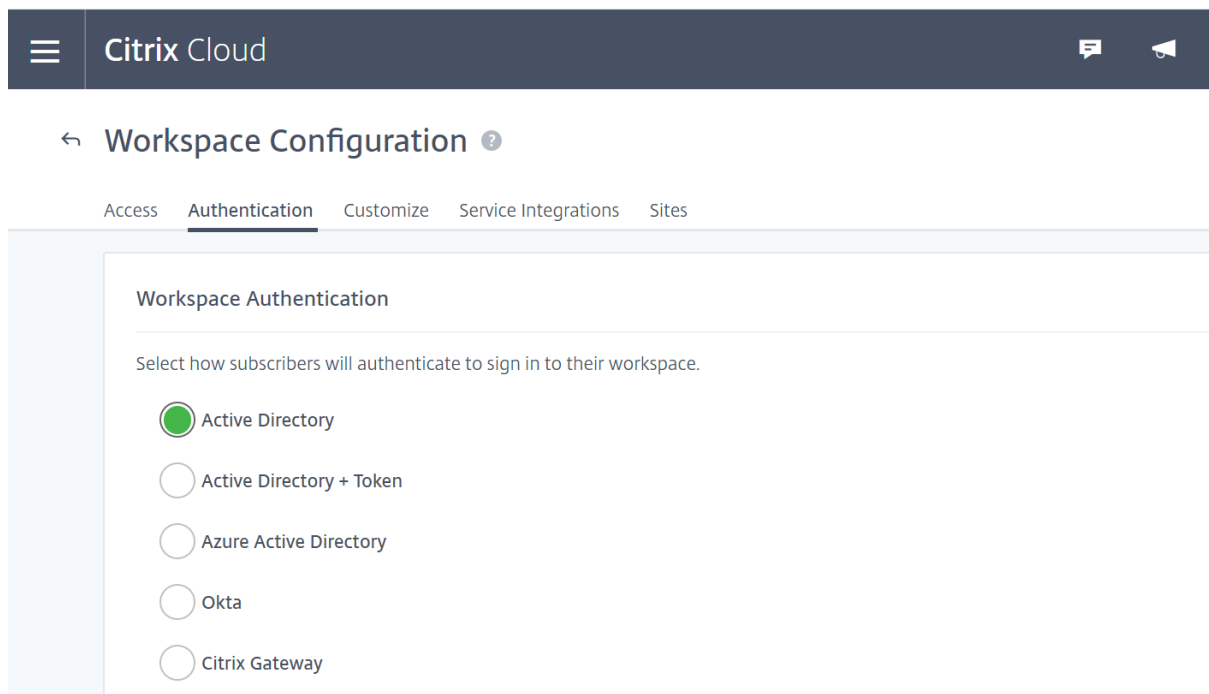 Citrix Cloud
Workspace Configuration ?
Access Authentication Customize Service Integrations Sites
Workspace Authentication
Select how subscribers will authenticate to sign in to their workspace.
Active Directory
Active Directory + Token
Azure Active Directory
Okta
Citrix Gateway